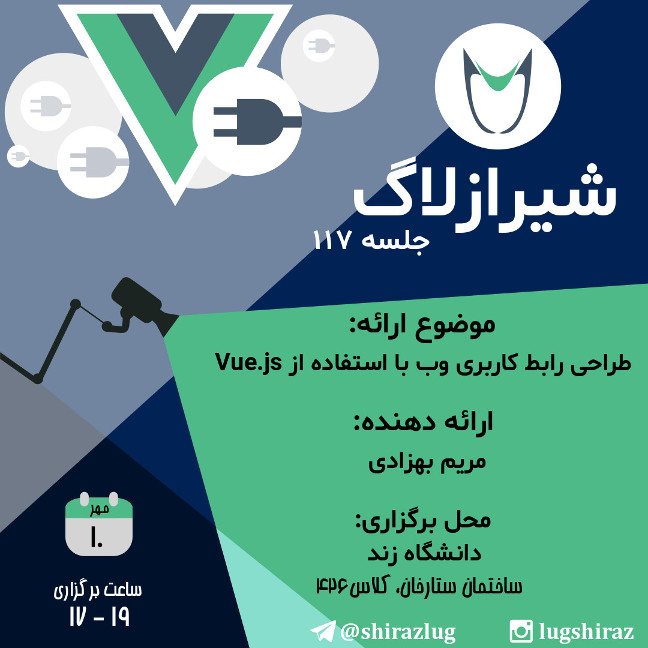 شیرازلاگ
جلسه ۱۱۷
موضوع ارائه:
طراحی رابط کاربری وب با استفاده از Vue.js
ارائه دهنده:
مریم بهزادی
محل برگزاری:
دانشگاه زند
ساختمان ستارخان، کلاس ۴۲۶
مهر
۱۰
ساعت برگزاری
۱۷ - ۱۹
@shirazlug
lugshiraz